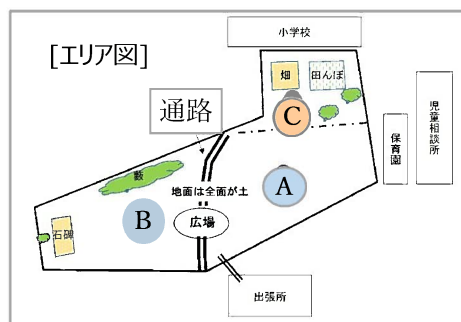 小学校
[エリア図]
畑
田んぼ
通路
C
児童相談所
保育園
藪
地面は全面が土
A
B
広場
石碑
出張所